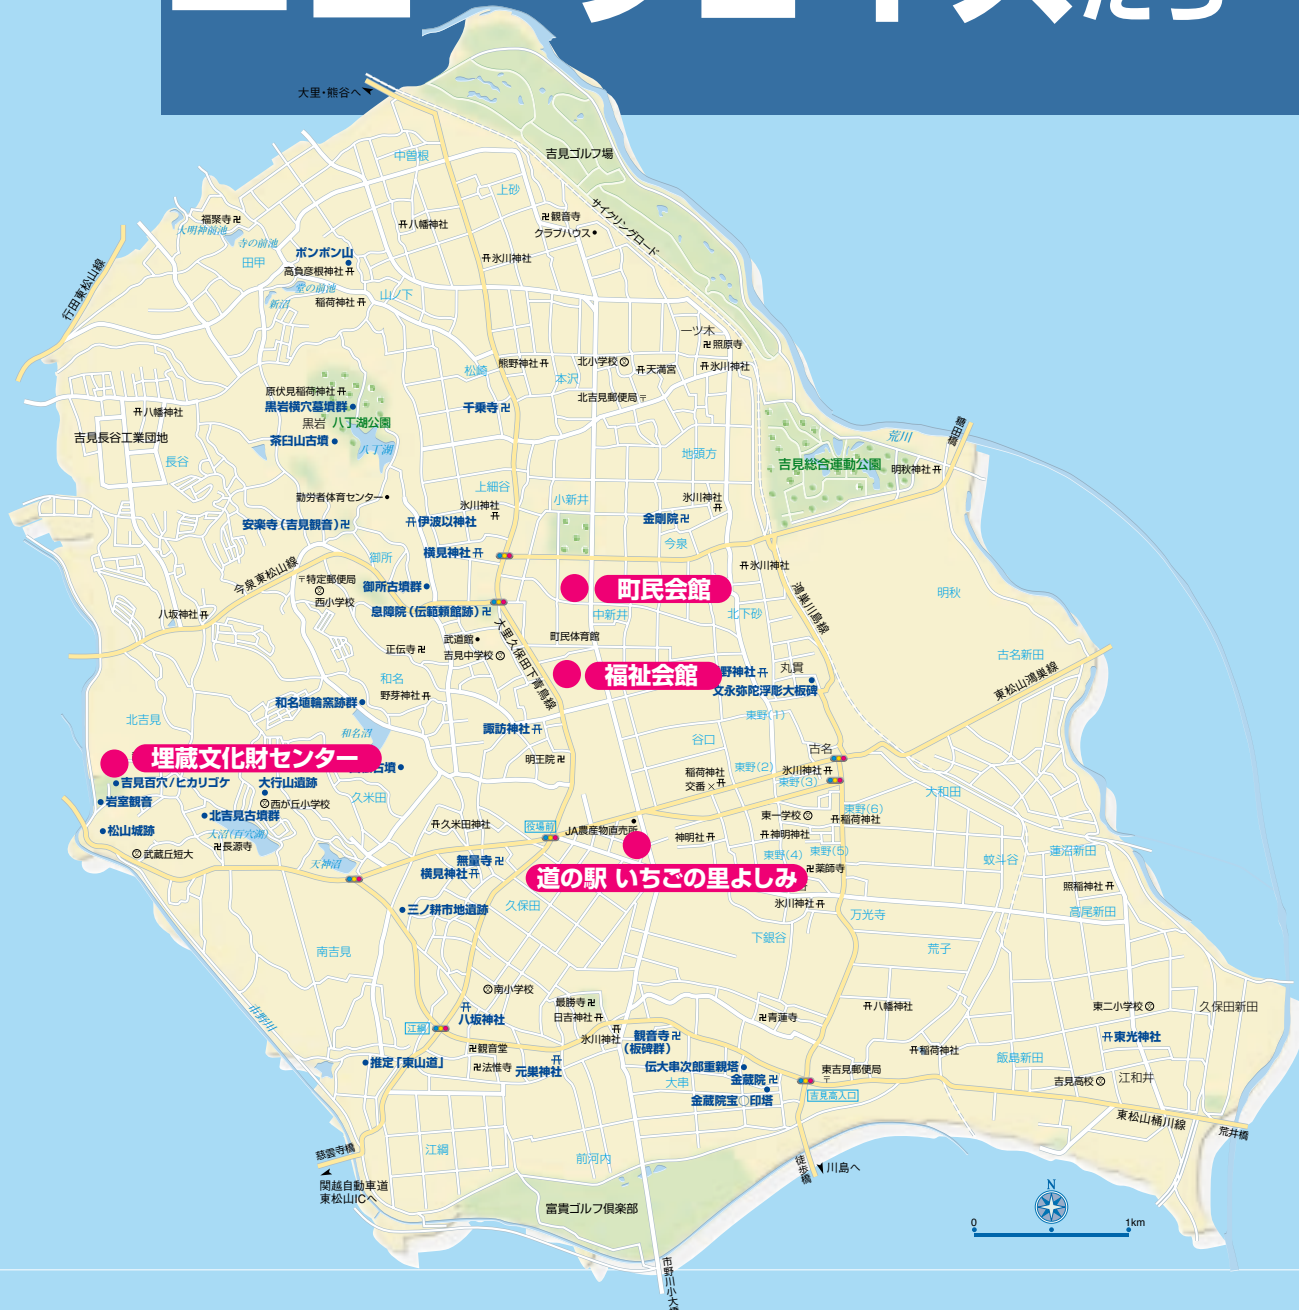 たち
大里・熊谷へ
吉見ゴルフ場
中曽根
上砂
サイクリングロード
福聚寺
大明神前池
寺の前池
田甲
ポンポン山
高負彦根神社
堂の前池
新沼
稲荷神社
山ノ下
八幡神社
観音寺
クラブハウス
氷川神社
行田東松山線
一ツ木
照原寺
熊野神社
北小学校
天満宮
氷川神社
松崎
本沢
北吉見郵便局
千乗寺
原伏見稲荷神社
黒岩横穴墓墳群
黒岩
八丁湖公園
茶臼山古墳
八丁湖
八幡神社
吉見長谷工業団地
長谷
地頭方
荒川
糠田橋
吉見総合運動公園
明秋神社
上細谷
小新井
氷川神社
氷川神社
勤労者体育センター
安楽寺(吉見観音)
伊波以神社
金剛院
今泉
横見神社
御所
今泉東松山線
特定郵便局
西小学校
御所古墳群
息障院(伝範頼館跡)
氷川神社
町民会館
中新井
北下砂
鴻巣川島線
明秋
八坂神社
大里久保田下青鳥線
町民体育館
武道館
吉見中学校
正伝寺
古名新田
東松山鴻巣線
福祉会館
野神社
丸貫
文永弥陀浮彫大板碑
和名
野芽神社
和名埴輪窯跡群
和名沼
北吉見
諏訪神社
東野(1)
谷口
古名
埋蔵文化財センター
古墳
吉見百穴/ヒカリゴケ
大行山遺跡
明王院
稲荷神社
交番
東野(2)
氷川神社
東野(3)
大和田
岩室観音
西が丘小学校
久米田
北吉見古墳群
松山城跡
大沼(百穴湖)
長源寺
武蔵丘短大
天神沼
久米田神社
役場前
JA農産物直売所
神明社
東一学校
東野(6)
稲荷神社
神明神社
東野(4)
東野(5)
薬師寺
蚊斗谷
蓮沼新田
照稲神社
無量寺
横見神社
道の駅 いちごの里よしみ
三ノ耕市地遺跡
久保田
氷川神社
万光寺
高尾新田
下銀谷
荒子
南吉見
市野川
南小学校
最勝寺
日吉神社
青蓮寺
八幡神社
東二小学校
久保田新田
八坂神社
江綱
氷川神社
観音寺
(板碑群)
稲荷神社
東光神社
飯島新田
推定「東山道」
観音堂
法惟寺
元巣神社
伝大串次郎重親塔
大串
金蔵院
東吉見郵便局
吉見高校
江和井
金蔵院宝〇印塔
吉見高入口
東松山桶川線
荒井橋
慈雲寺橋
江綱
前河内
徒歩橋
川島へ
関越自動車道
東松山ICへ
富貴ゴルフ倶楽部
N
0
1km
市野川小大